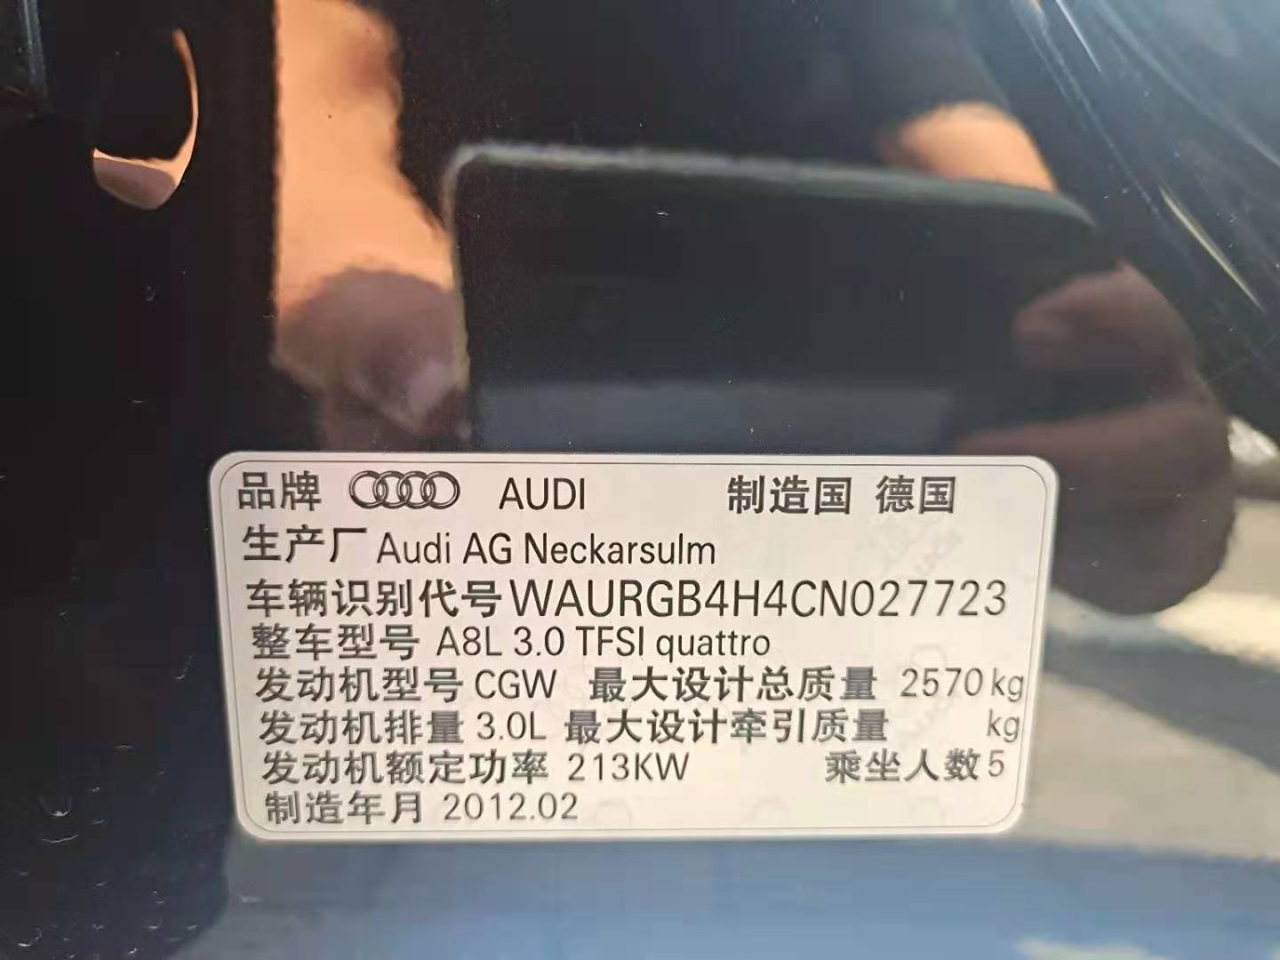 品牌 AUDI 制造国 德国
生产厂 Audi AG Neckarsulm
车辆识别代号 WAURGB4H4CN027723
整车型号 A8L 3.0 TFSI quattro
发动机型号 CGW 最大设计总质量 2570 kg
发动机排量 3.0L 最大设计牵引质量 kg
发动机额定功率 213KW 乘坐人数 5
制造年月 2012.02